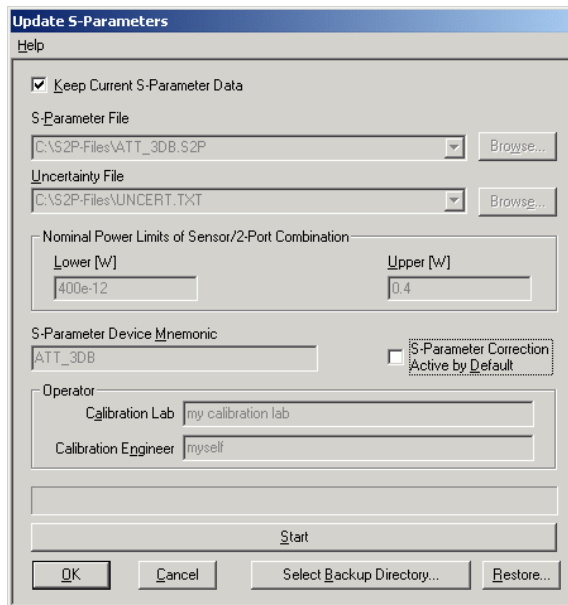 Update S-Parameters
Help
Keep Current S-Parameter Data
S-Parameter File
C:\S2P-Files\ATT_3DB.S2P
Browse...
Uncertainty File
C:\S2P-Files\UNCERT.TXT
Browse...
Nominal Power Limits of Sensor/2-Port Combination
Lower [W]
Upper [W]
400e-12
0.4
S-Parameter Device Mnemonic
ATT_3DB
S-Parameter Correction
Active by Default
Operator
Calibration Lab
my calibration lab
Calibration Engineer
myself
Start
OK
Cancel
Select Backup Directory...
Restore...